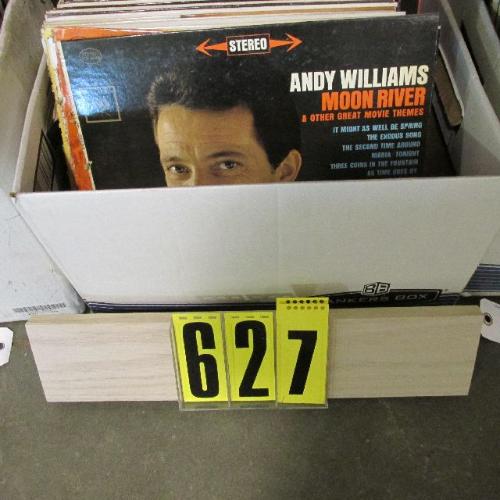 STEREO
ANDY WILLIAMS
MOON RIVER
& OTHER GREAT MOVIE THEMES
IT MIGHT AS WELL BE SPRING
THE EXODUS SONG
THE SECOND TIME AROUND
MARIA TONIGHT
THREE COINS IN THE FOUNTAIN
AS TIME GOES BY
BB
BANKERS BOX
627